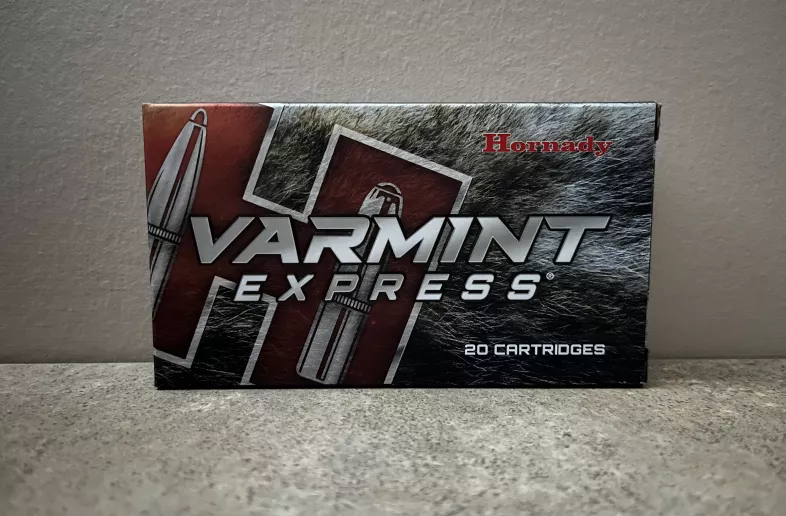 Hornady
VARMINT
EXPRESS®
20 CARTRIDGES